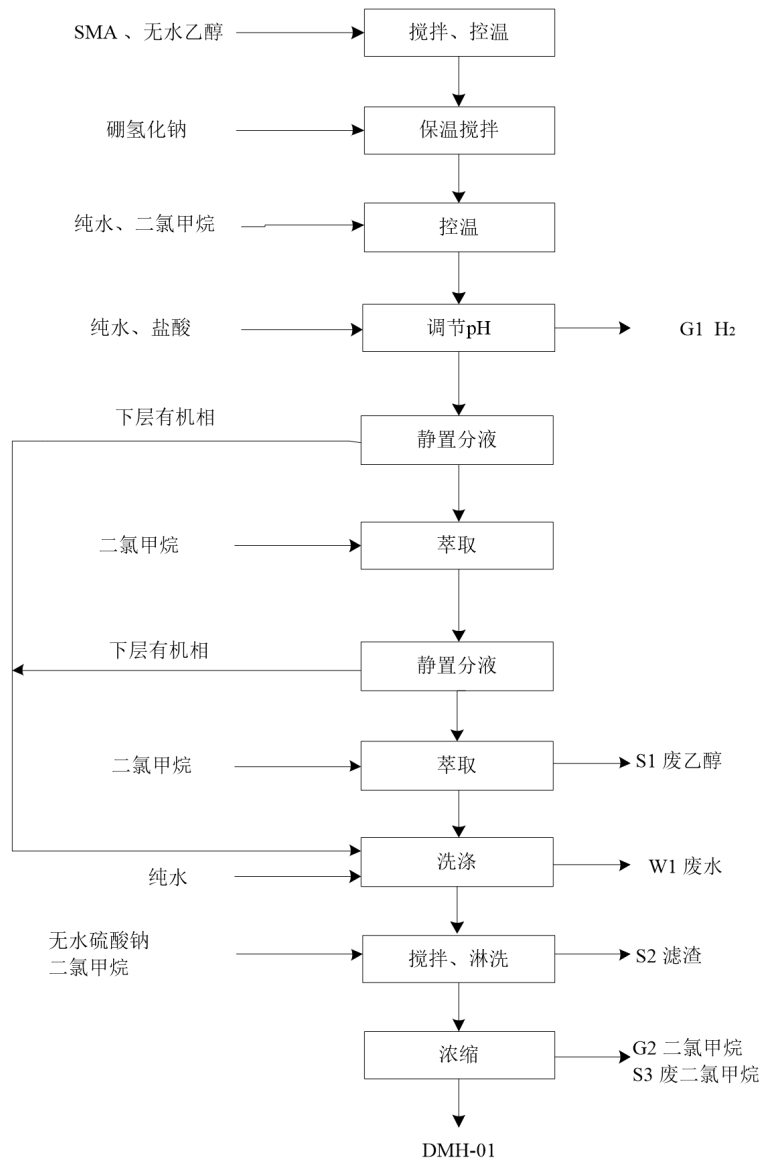 SMA 、无水乙醇
搅拌、控温
硼氢化钠
保温搅拌
纯水、二氯甲烷
控温
纯水、盐酸
调节pH
G1 H₂
下层有机相
静置分液
二氯甲烷
萃取
下层有机相
静置分液
二氯甲烷
萃取
S1 废乙醇
洗涤
纯水
W1 废水
无水硫酸钠
二氯甲烷
搅拌、淋洗
S2 滤渣
浓缩
G2 二氯甲烷
S3 废二氯甲烷
DMH-01